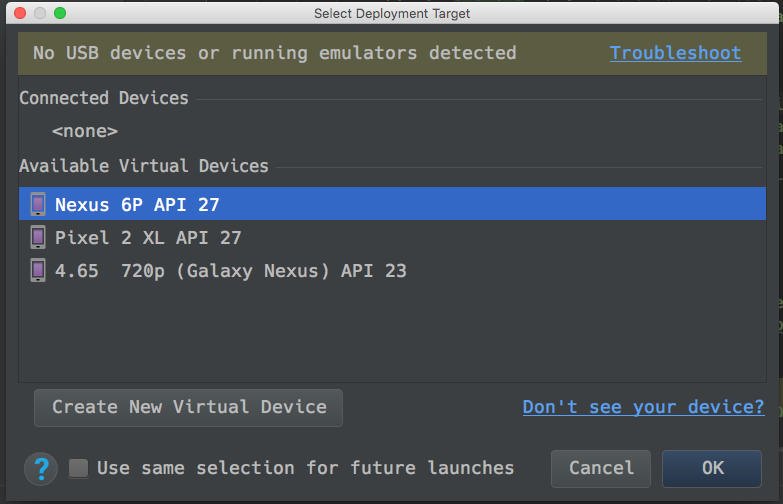 Select Deployment Target
No USB devices or running emulators detected Troubleshoot
Connected Devices
<none>
Available Virtual Devices
Nexus 6P API 27
Pixel 2 XL API 27
4.65  720p (Galaxy Nexus) API 23
Create New Virtual Device Don't see your device?
? Use same selection for future launches Cancel OK